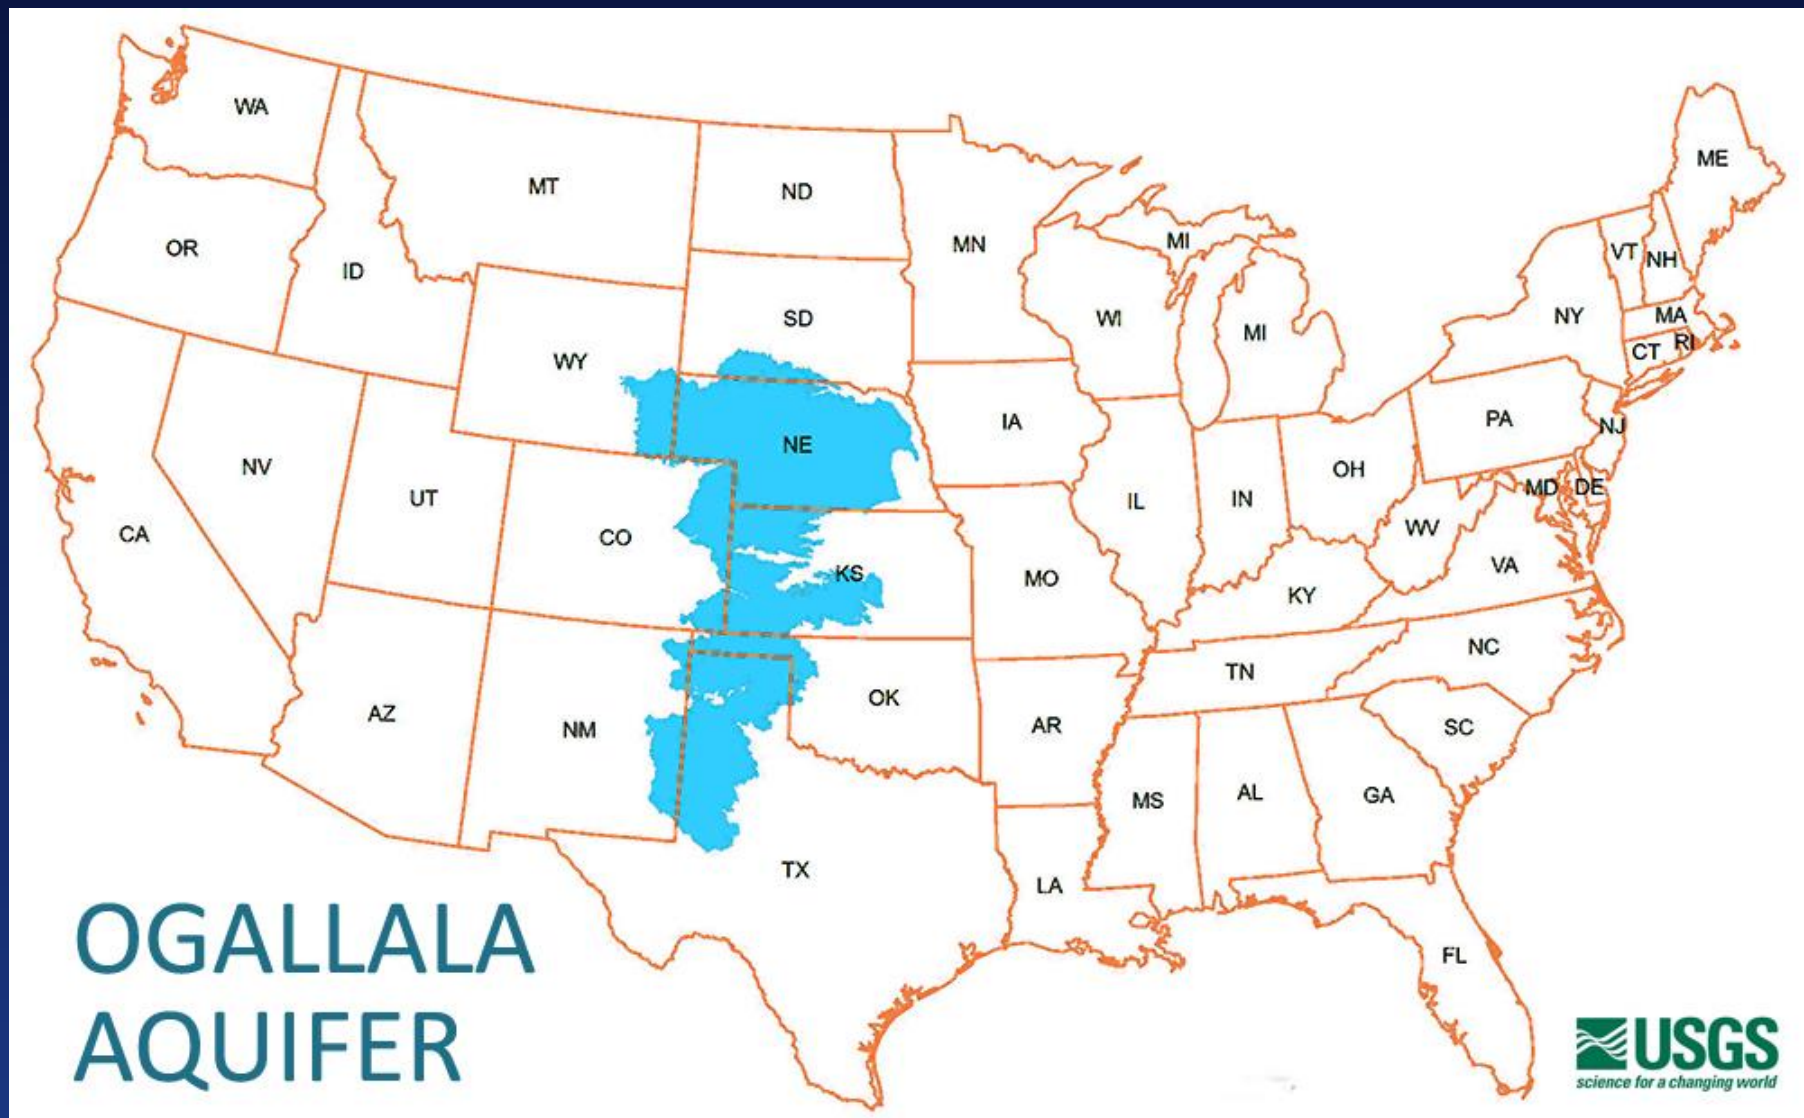 WA
MT
ND
ME
OR
ID
MN
MI
VT
NH
SD
WI
MI
NY
MA
WY
CT
RI
NE
IA
PA
NJ
NV
UT
OH
IL
IN
MD
DE
CA
CO
WV
KS
MO
VA
KY
NC
TN
AZ
NM
OK
AR
SC
MS
AL
GA
TX
LA
FL
OGALLALA
AQUIFER
USGS
science for a changing world